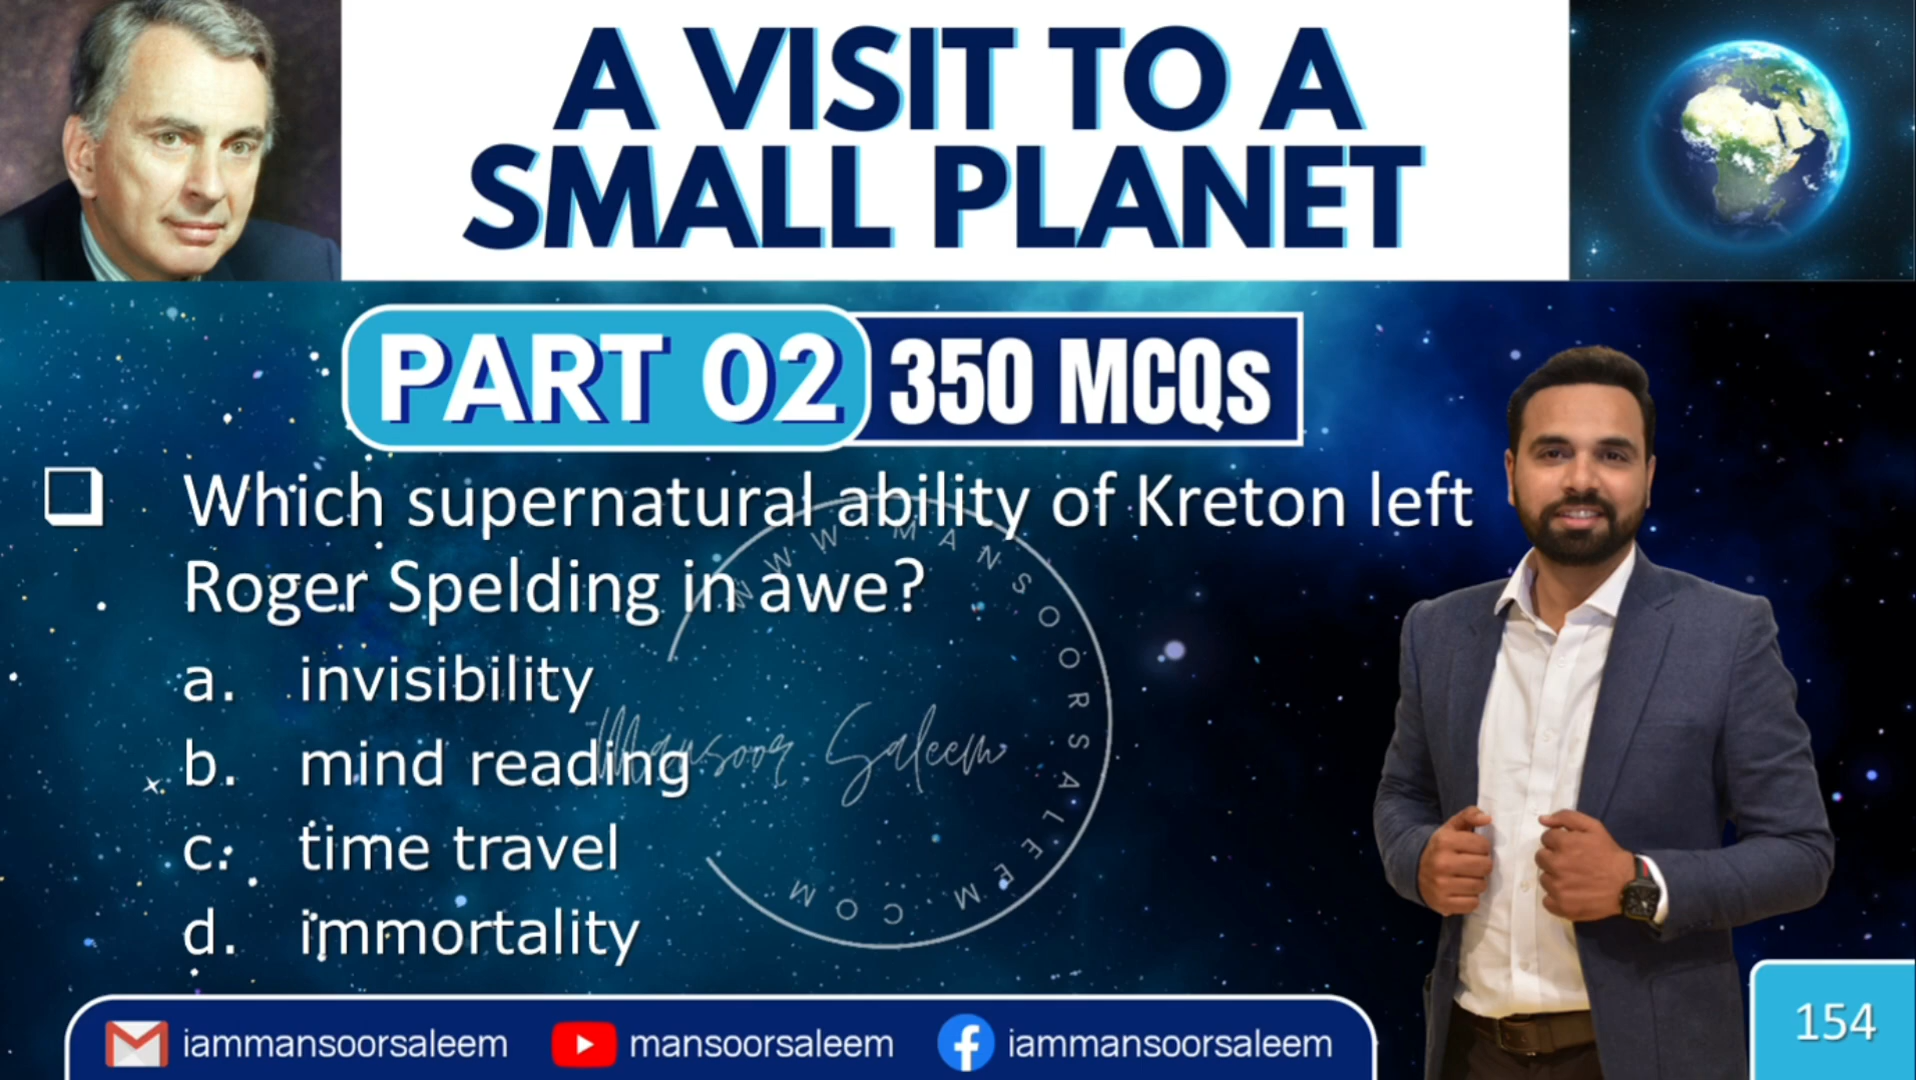 A VISIT TO A
SMALL PLANET
PART 02 350 MCQs
Which supernatural ability of Kreton left
Roger Spelding in awe?
a. invisibility
b. mind reading
c. time travel
d. immortality
WWW.MANSOORSALEEM.COM
Mansoor Saleem
iammansoorsaleem mansoorsaleem iammansoorsaleem
154